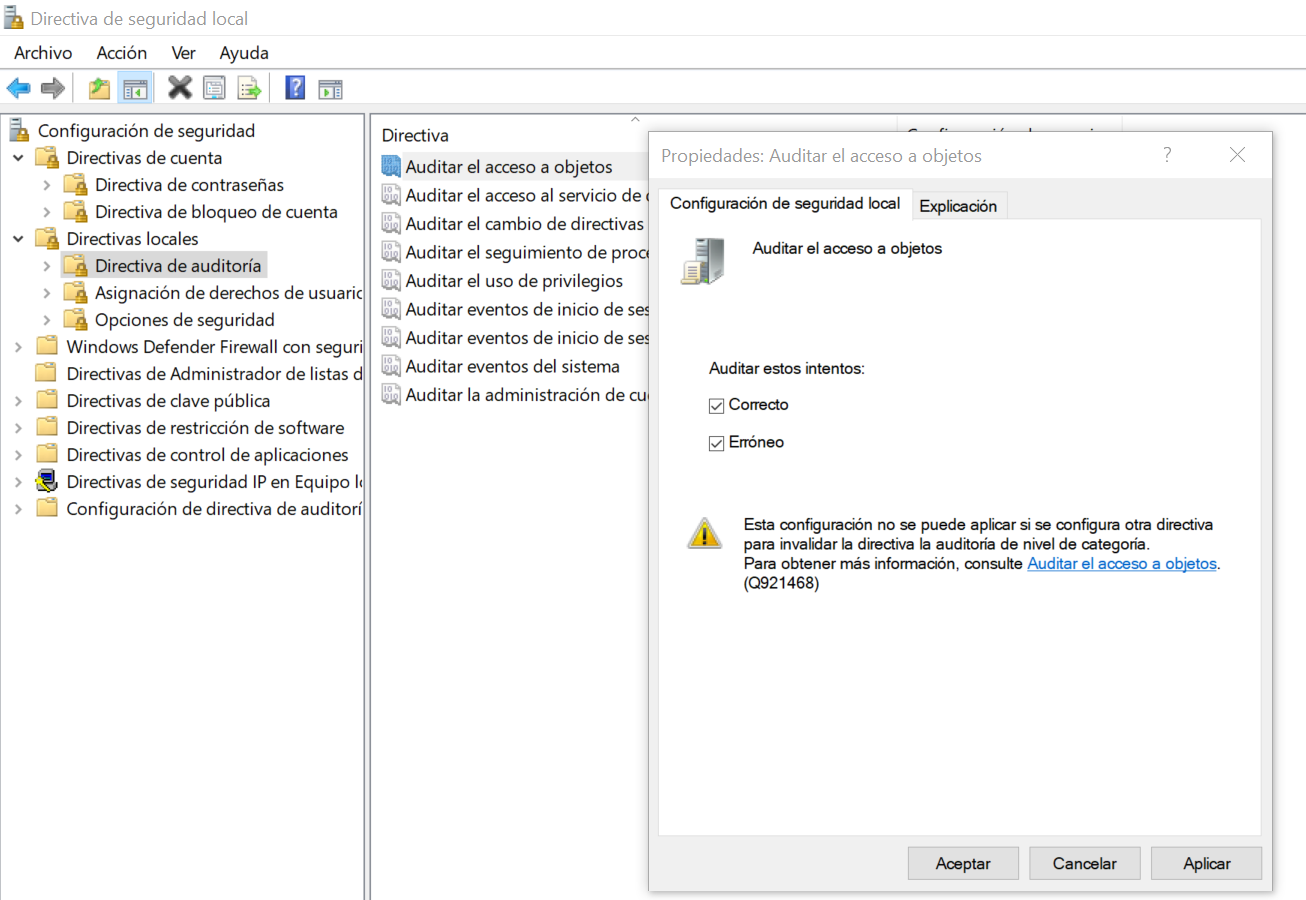 Directiva de seguridad local
Archivo Acción Ver Ayuda
Configuración de seguridad
Directivas de cuenta
Directiva de contraseñas
Directiva de bloqueo de cuenta
Directivas locales
Directiva de auditoría
Asignación de derechos de usuario
Opciones de seguridad
Windows Defender Firewall con seguri
Directivas de Administrador de listas d
Directivas de clave pública
Directivas de restricción de software
Directivas de control de aplicaciones
Directivas de seguridad IP en Equipo lo
Configuración de directiva de auditorí
Directiva
Auditar el acceso a objetos
Auditar el acceso al servicio de
Auditar el cambio de directivas
Auditar el seguimiento de proce
Auditar el uso de privilegios
Auditar eventos de inicio de ses
Auditar eventos de inicio de ses
Auditar eventos del sistema
Auditar la administración de cu
Propiedades: Auditar el acceso a objetos ?
Configuración de seguridad local Explicación
Auditar el acceso a objetos
Auditar estos intentos:
Correcto
Erróneo
Esta configuración no se puede aplicar si se configura otra directiva
para invalidar la directiva la auditoría de nivel de categoría.
Para obtener más información, consulte Auditar el acceso a objetos.
(Q921468)
Aceptar Cancelar Aplicar